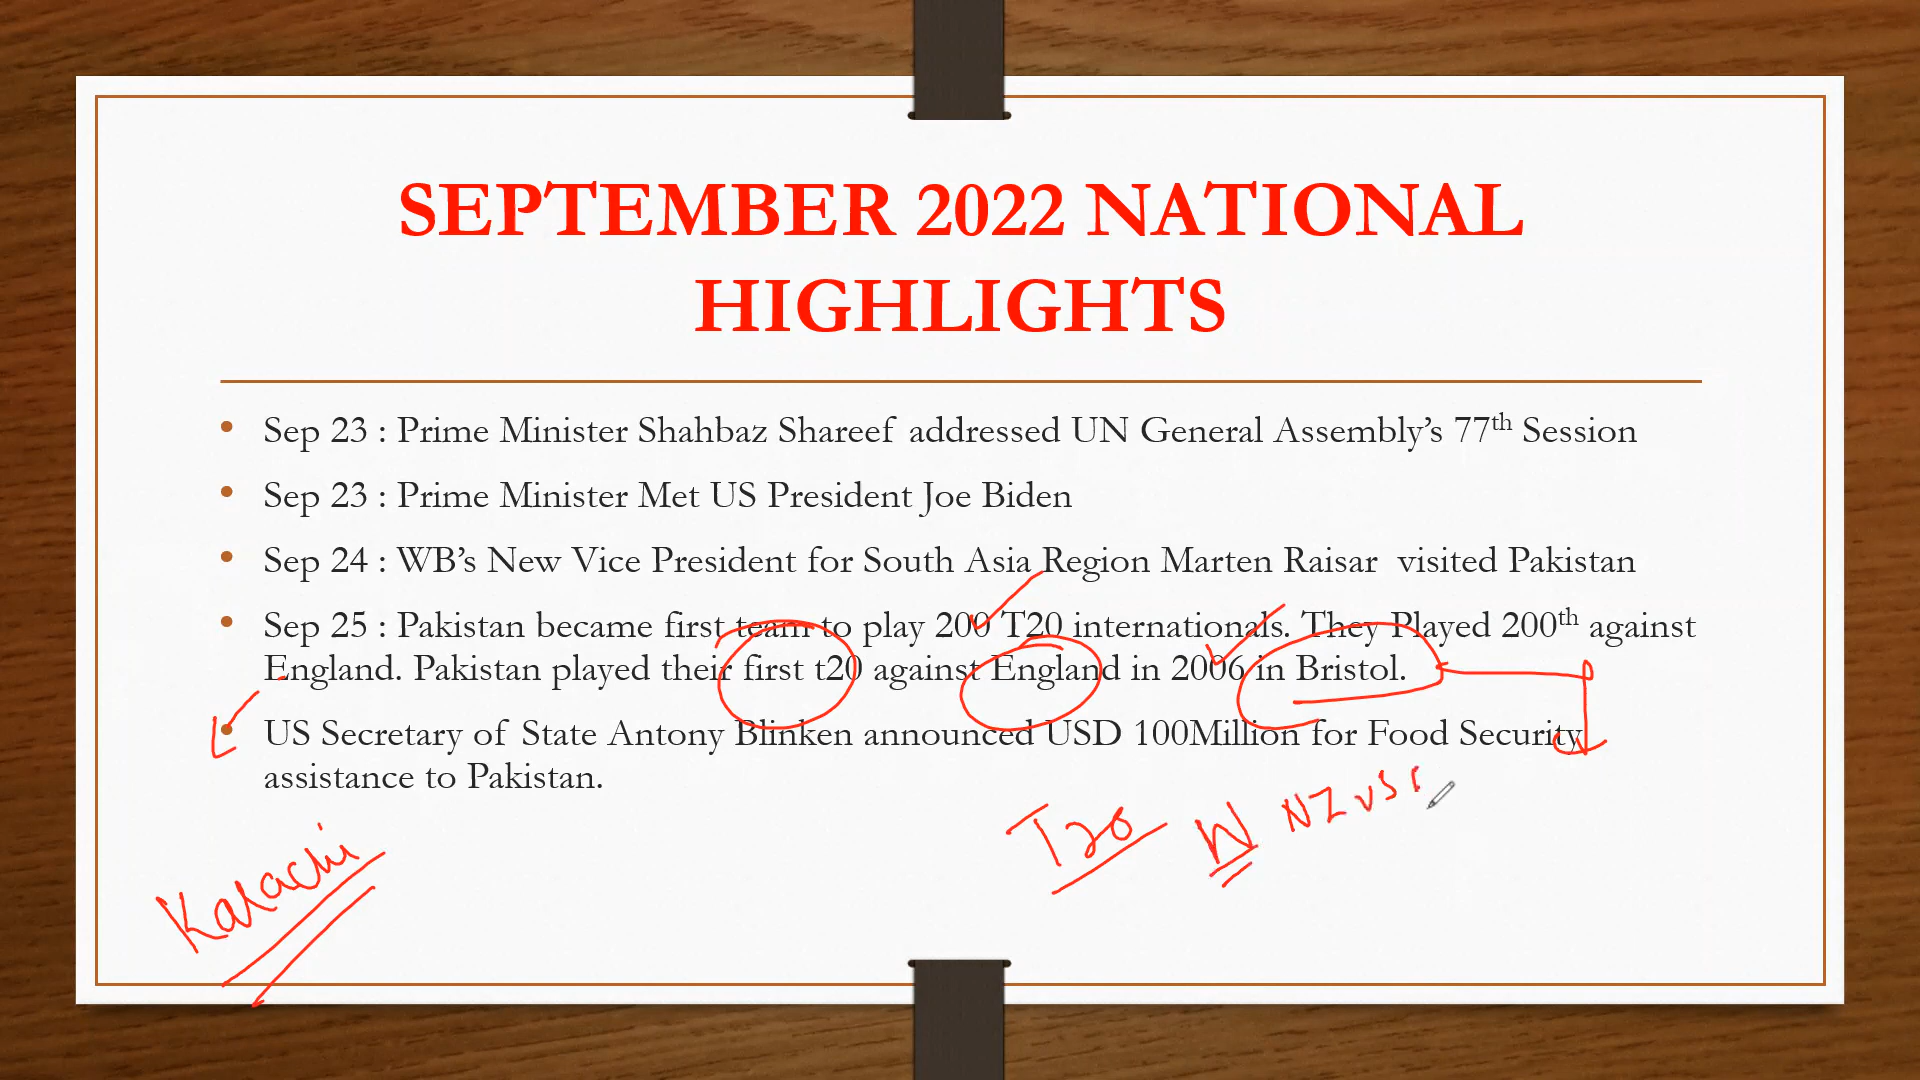 SEPTEMBER 2022 NATIONAL
HIGHLIGHTS
• Sep 23 : Prime Minister Shahbaz Shareef addressed UN General Assembly's 77th Session
• Sep 23 : Prime Minister Met US President Joe Biden
• Sep 24 : WB's New Vice President for South Asia Region Marten Raisar visited Pakistan
• Sep 25 : Pakistan became first team to play 200 T20 internationals. They Played 200th against
England. Pakistan played their first t20 against England in 2006 in Bristol.
• US Secretary of State Antony Blinken announced USD 100Million for Food Security
assistance to Pakistan.
T20 W NZ vs
Karachi